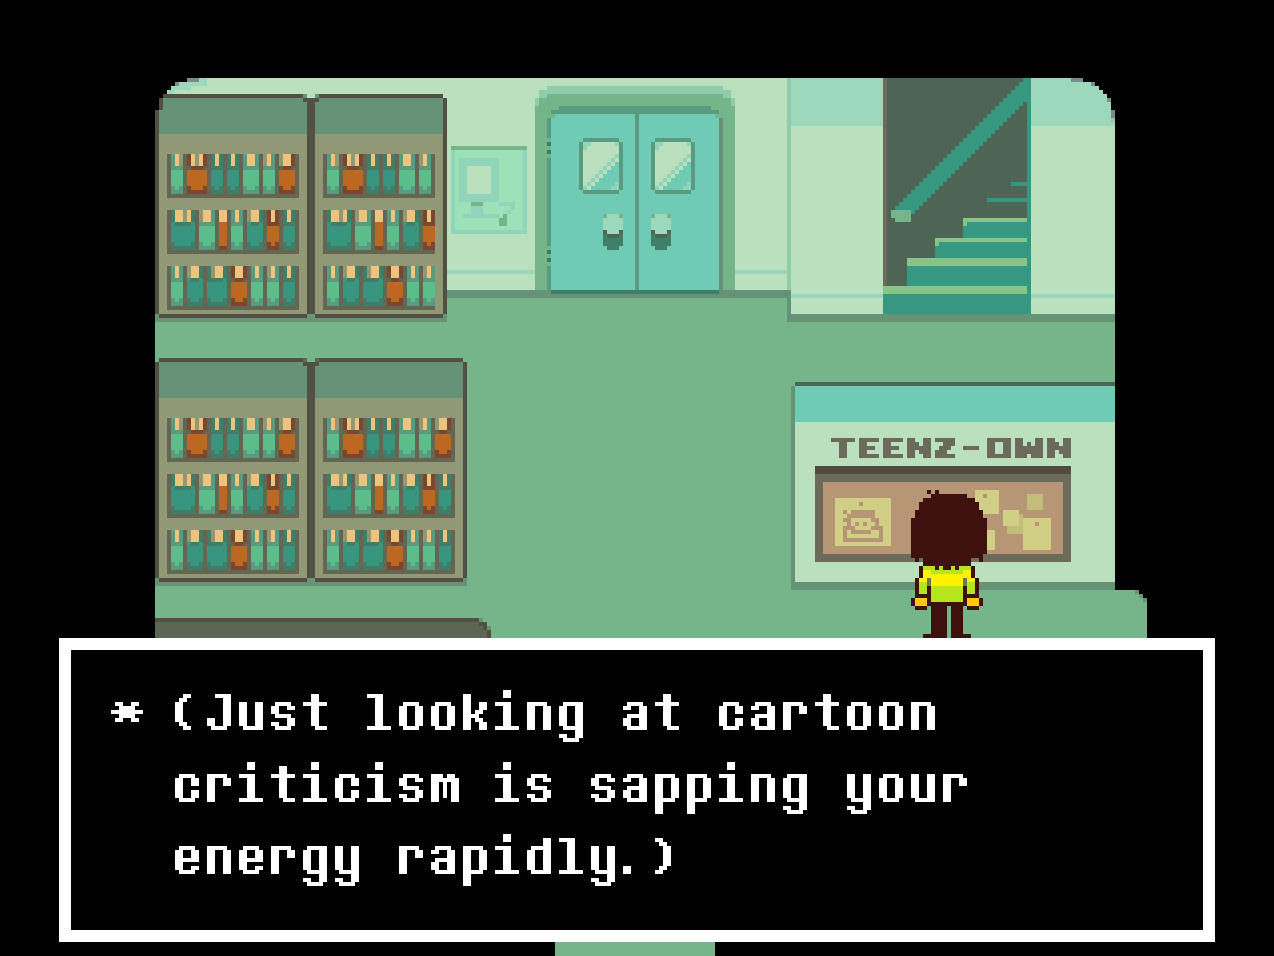 TEENZ-OWN
* (Just looking at cartoon
criticism is sapping your
energy rapidly.)